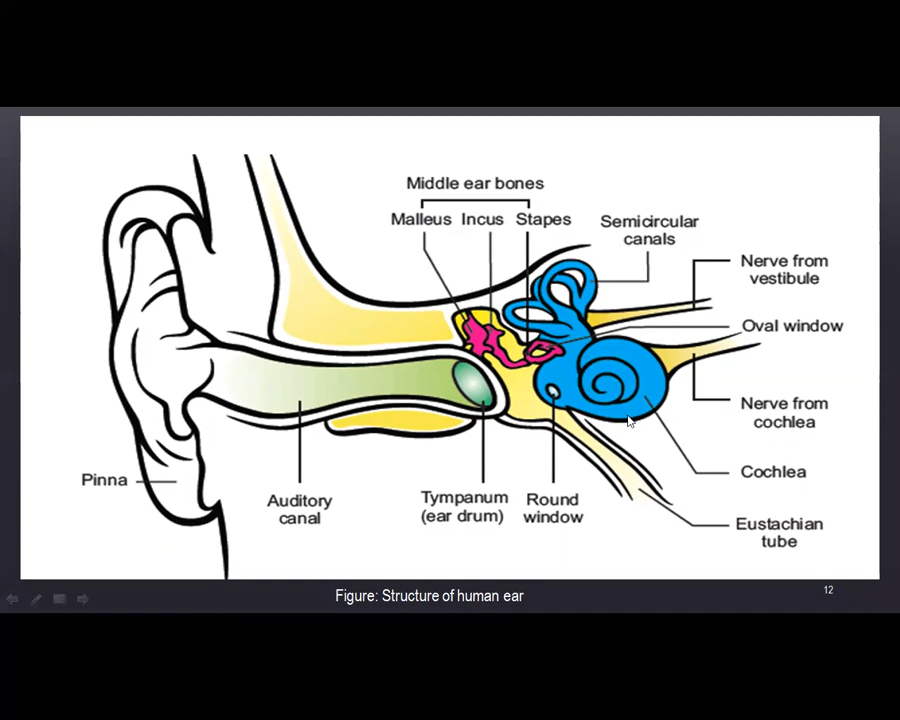 Middle ear bones
Malleus Incus Stapes
Semicircular
canals
Nerve from
vestibule
Oval window
Nerve from
cochlea
Cochlea
Pinna
Auditory
canal
Tympanum
(ear drum)
Round
window
Eustachian
tube
Figure: Structure of human ear
12